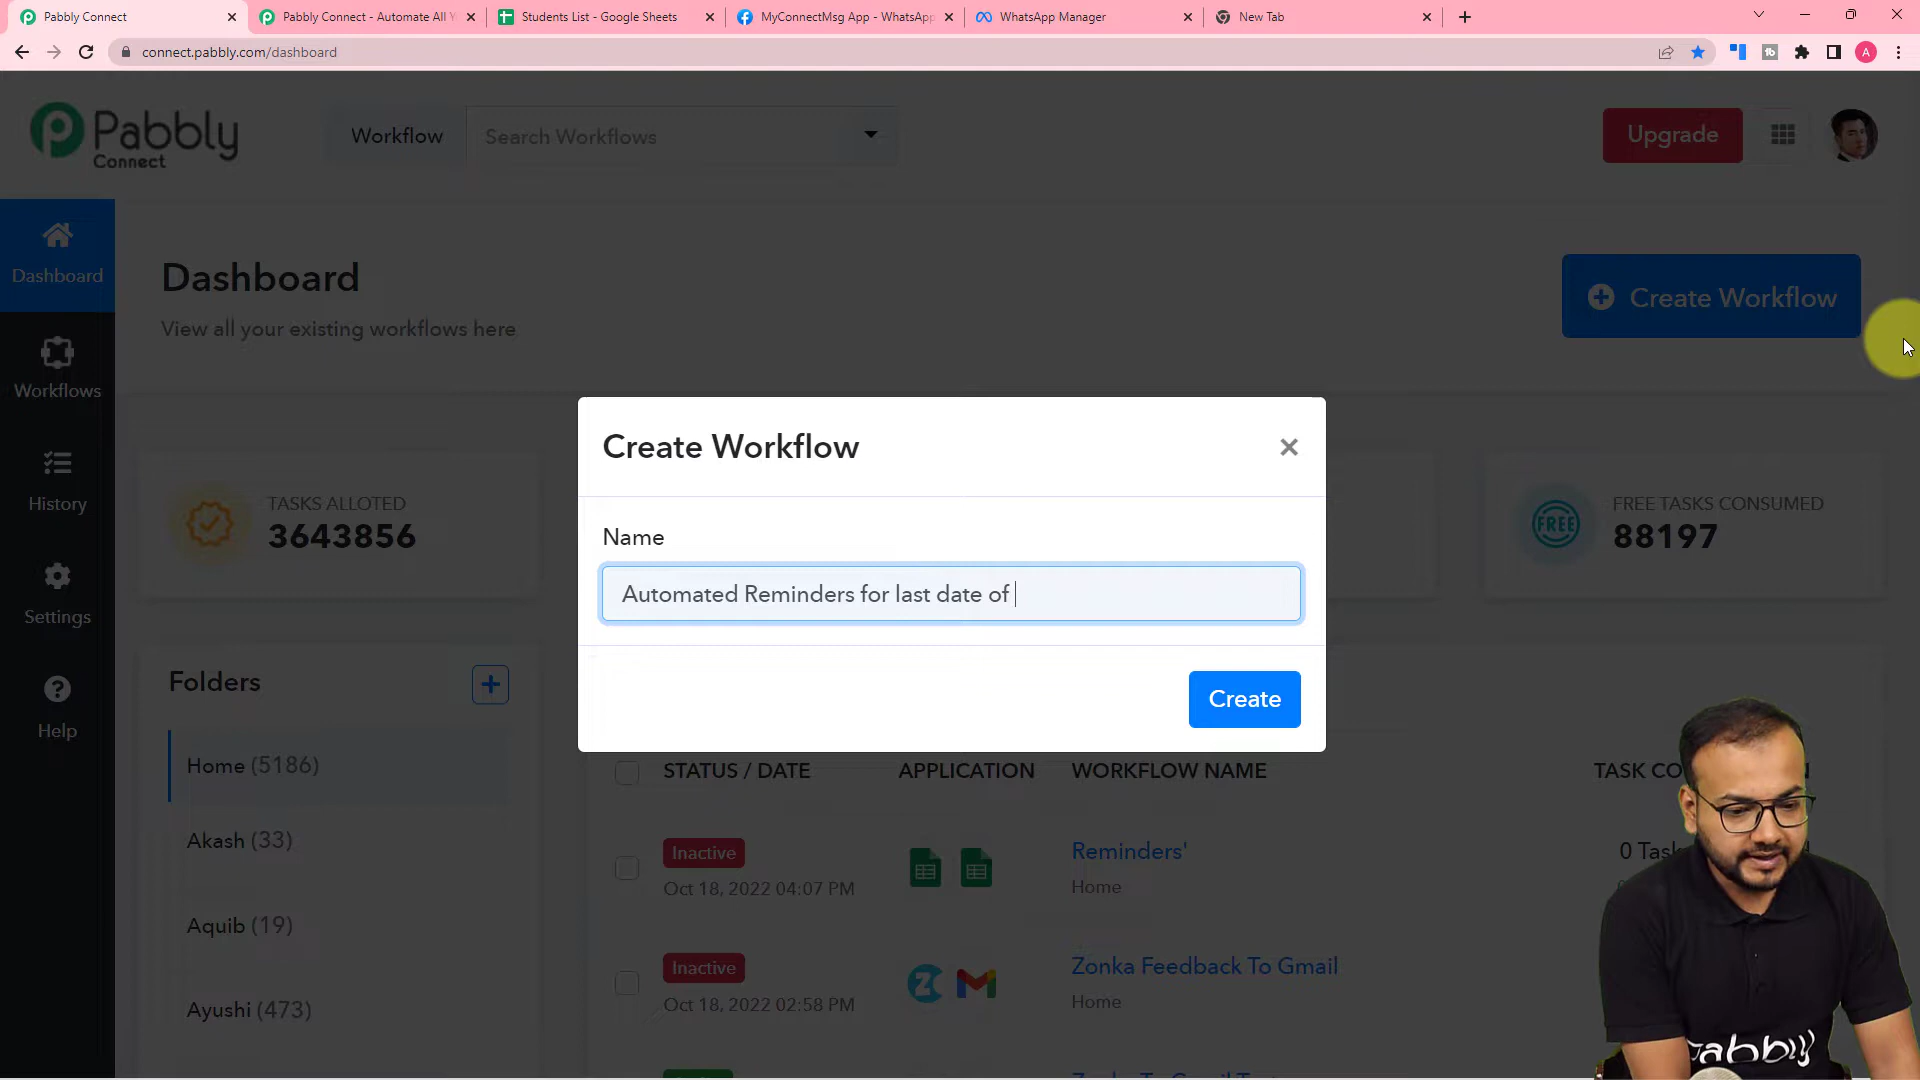 Pabbly Connect
Pabbly Connect - Automate All Y
Students List - Google Sheets
MyConnectMsg App - WhatsApp
WhatsApp Manager
New Tab
connect.pabbly.com/dashboard
A
Pabbly
Connect
Workflow
Search Workflows
Upgrade
Dashboard
Workflows
History
Settings
Help
Dashboard
View all your existing workflows here
Create Workflow
TASKS ALLOTED
3643856
FREE
FREE TASKS CONSUMED
88197
Create Workflow
Name
Automated Reminders for last date of
Create
Folders
Home (5186)
Akash (33)
Aquib (19)
Ayushi (473)
STATUS / DATE
APPLICATION
WORKFLOW NAME
TASK CO
Inactive
Oct 18, 2022 04:07 PM
Reminders'
Home
0 Task
Inactive
Oct 18, 2022 02:58 PM
Zonka Feedback To Gmail
Home